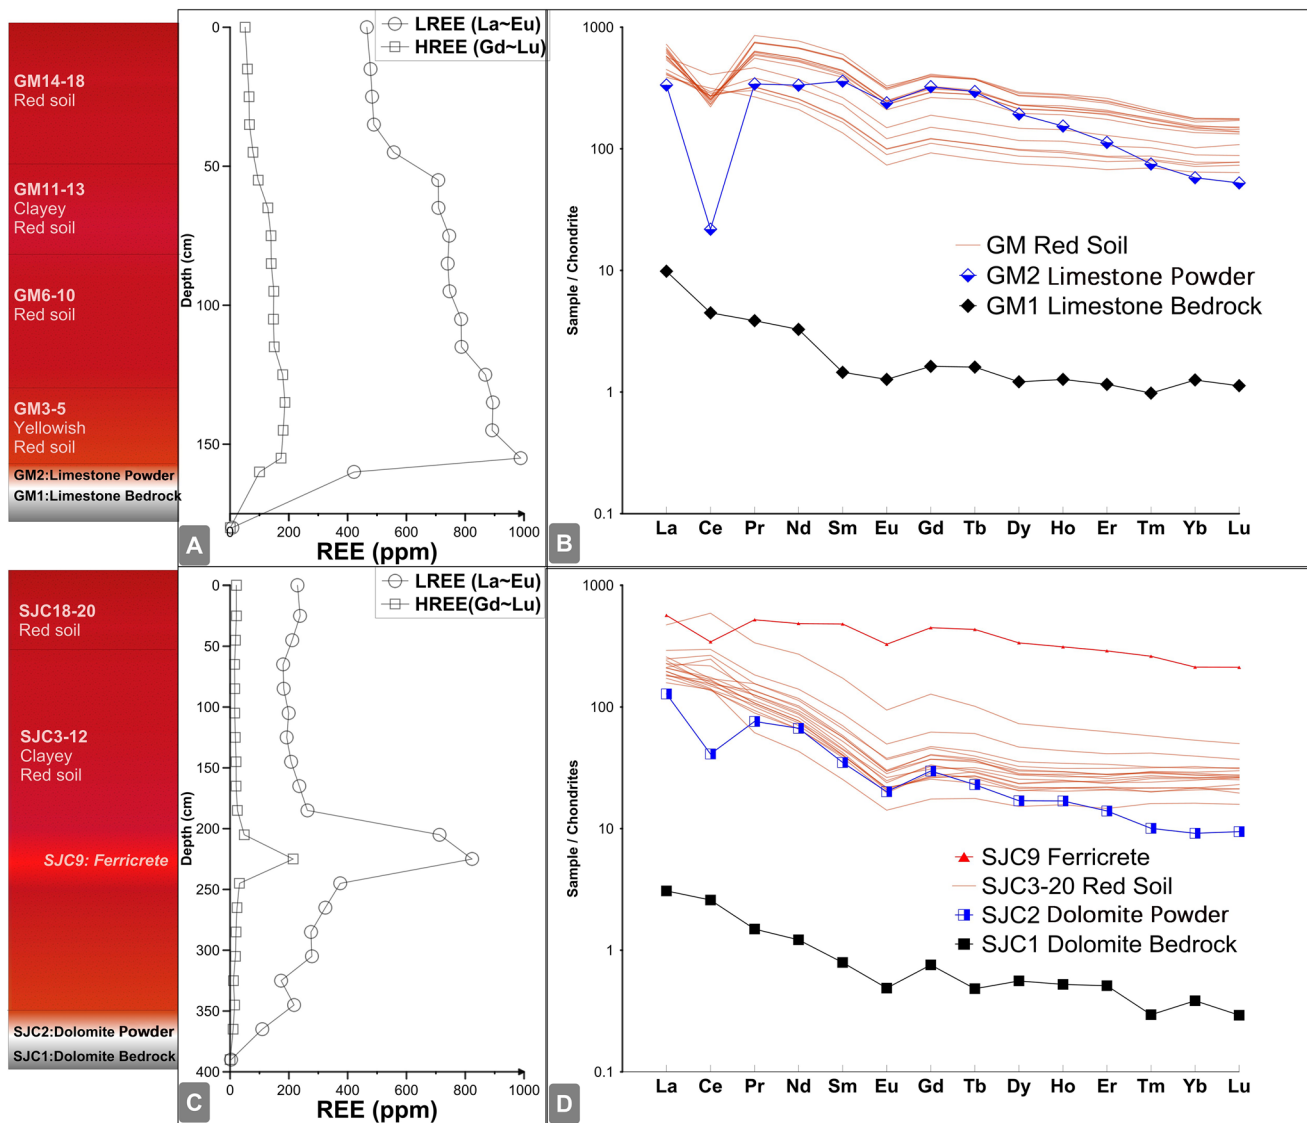 GM14-18
Red soil
GM11-13
Clayey
Red soil
GM6-10
Red soil
GM3-5
Yellowish
Red soil
GM2:Limestone Powder
GM1:Limestone Bedrock
LREE (La~Eu)
HREE (Gd~Lu)
0
50
100
150
Depth (cm)
0
200
400
600
800
1000
REE (ppm)
A
1000
100
10
1
0.1
Sample / Chondrite
GM Red Soil
GM2 Limestone Powder
GM1 Limestone Bedrock
La Ce Pr Nd Sm Eu Gd Tb Dy Ho Er Tm Yb Lu
B
SJC18-20
Red soil
SJC3-12
Clayey
Red soil
SJC9: Ferricrete
SJC2:Dolomite Powder
SJC1:Dolomite Bedrock
LREE (La~Eu)
HREE(Gd~Lu)
0
50
100
150
200
250
300
350
400
Depth (cm)
0
200
400
600
800
1000
REE (ppm)
C
1000
100
10
1
0.1
Sample / Chondrites
SJC9 Ferricrete
SJC3-20 Red Soil
SJC2 Dolomite Powder
SJC1 Dolomite Bedrock
La Ce Pr Nd Sm Eu Gd Tb Dy Ho Er Tm Yb Lu
D